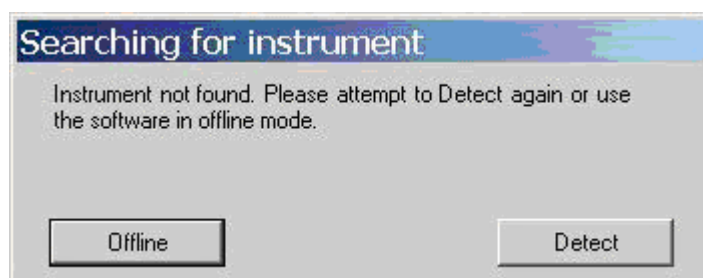 Searching for instrument
Instrument not found. Please attempt to Detect again or use
the software in offline mode.
Offline
Detect